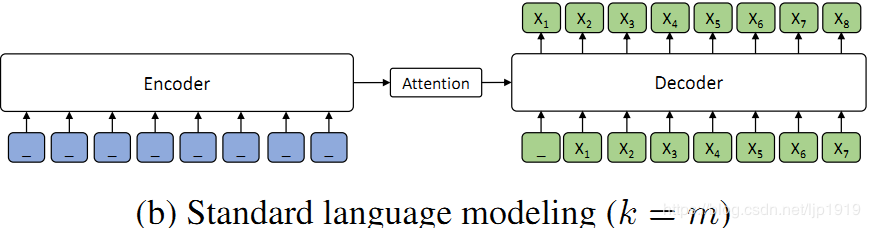 X1 X2 X3 X4 X5 X6 X7 X8
Encoder Attention Decoder
_ _ _ _ _ _ _ _ _ X1 X2 X3 X4 X5 X6 X7
(b) Standard language modeling (k = m)
https://blog.csdn.net/ljp1919